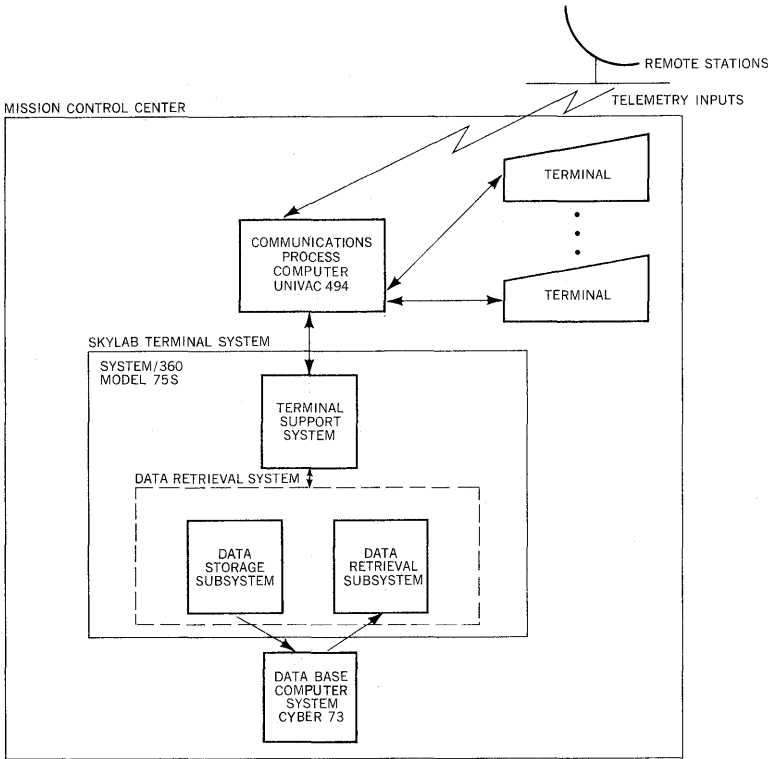 REMOTE STATIONS
MISSION CONTROL CENTER
TELEMETRY INPUTS
TERMINAL
COMMUNICATIONS
PROCESS
COMPUTER
UNIVAC 494
TERMINAL
SKYLAB TERMINAL SYSTEM
SYSTEM/360
MODEL 75S
TERMINAL
SUPPORT
SYSTEM
DATA RETRIEVAL SYSTEM
DATA
STORAGE
SUBSYSTEM
DATA
RETRIEVAL
SUBSYSTEM
DATA BASE
COMPUTER
SYSTEM
CYBER 73